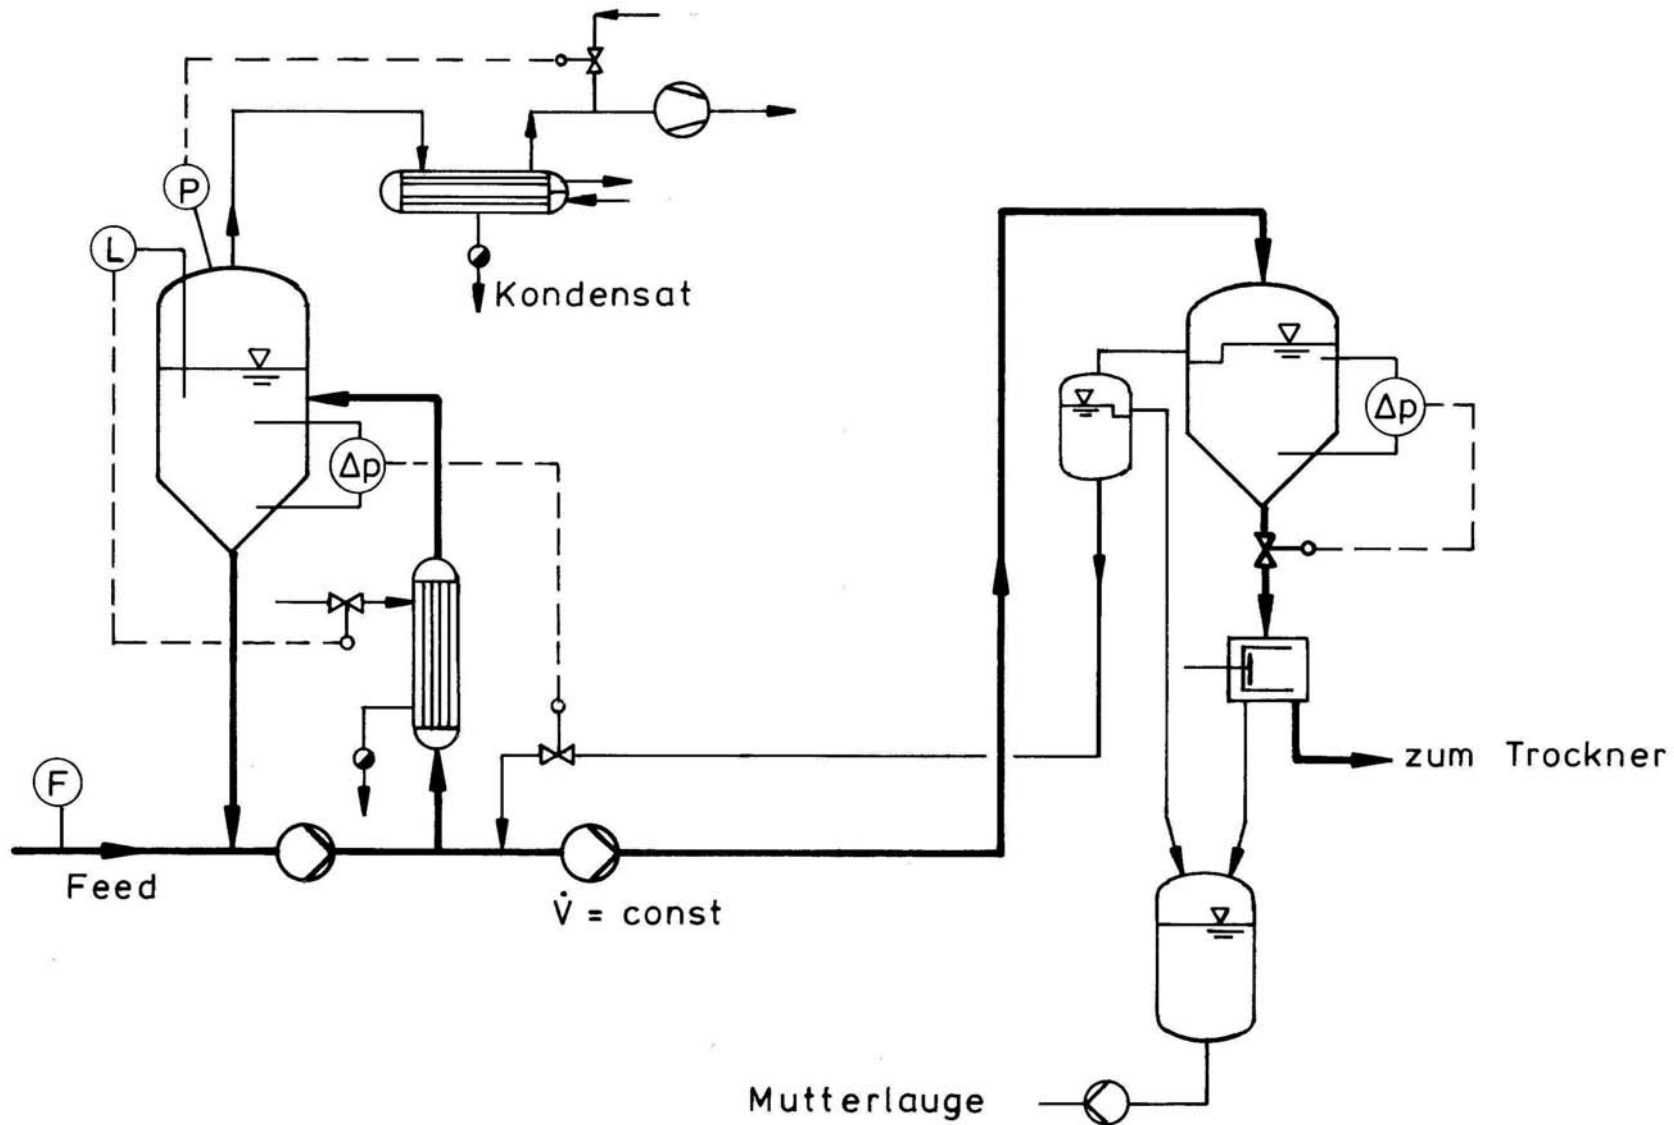 P
L
Kondensat
Δp
Δp
F
Feed
V̇ = const
zum Trockner
Mutterlauge